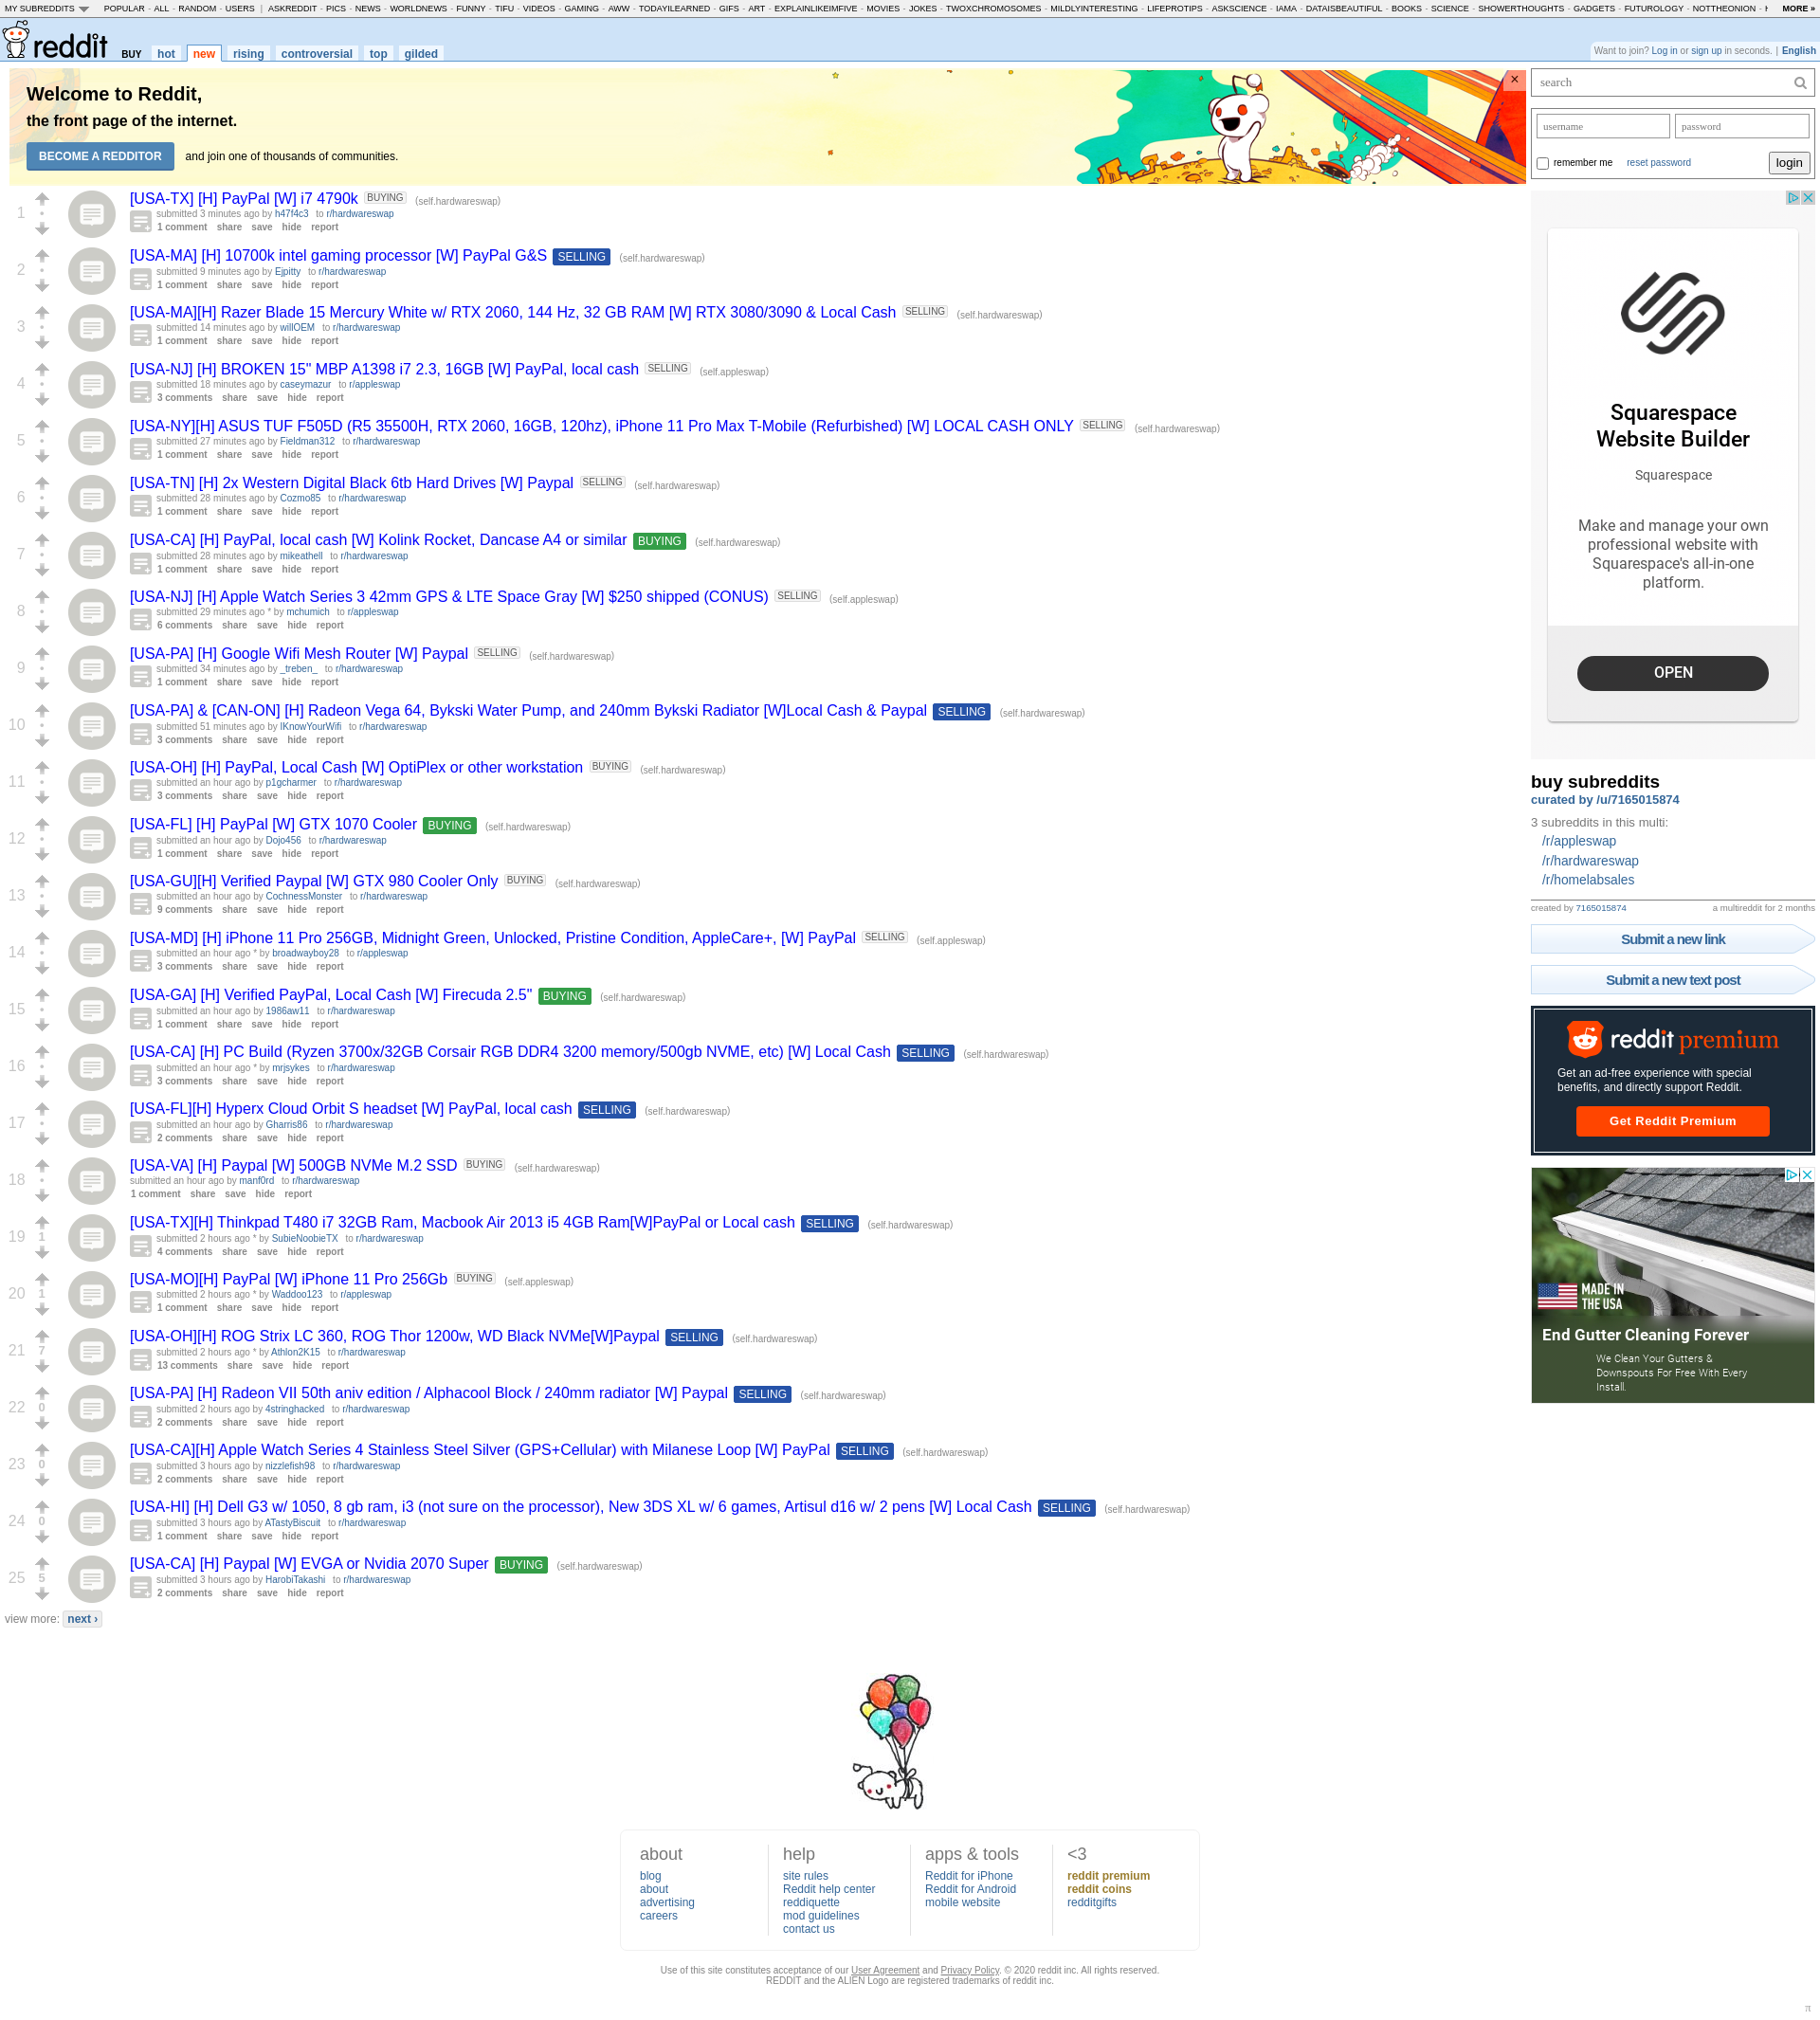 MY SUBREDDITS POPULAR - ALL - RANDOM - USERS | ASKREDDIT - PICS - NEWS - WORLDNEWS - FUNNY - TIFU - VIDEOS - GAMING - AWW - TODAYILEARNED - GIFS - ART - EXPLAINLIKEIMFIVE - MOVIES - JOKES - TWOXCHROMOSOMES - MILDLYINTERESTING - LIFEPROTIPS - ASKSCIENCE - IAMA - DATAISBEAUTIFUL - BOOKS - SCIENCE - SHOWERTHOUGHTS - GADGETS - FUTUROLOGY - NOTTHEONION - MORE »
reddit BUY hot new rising controversial top gilded
Want to join? Log in or sign up in seconds. | English
Welcome to Reddit,
the front page of the internet.
BECOME A REDDITOR and join one of thousands of communities.
×
1
[USA-TX] [H] PayPal [W] i7 4790k BUYING (self.hardwareswap)
submitted 3 minutes ago by h47f4c3 to r/hardwareswap
1 comment share save hide report
2
[USA-MA] [H] 10700k intel gaming processor [W] PayPal G&S SELLING (self.hardwareswap)
submitted 9 minutes ago by Ejpitty to r/hardwareswap
1 comment share save hide report
3
[USA-MA][H] Razer Blade 15 Mercury White w/ RTX 2060, 144 Hz, 32 GB RAM [W] RTX 3080/3090 & Local Cash SELLING (self.hardwareswap)
submitted 14 minutes ago by willOEM to r/hardwareswap
1 comment share save hide report
4
[USA-NJ] [H] BROKEN 15" MBP A1398 i7 2.3, 16GB [W] PayPal, local cash SELLING (self.appleswap)
submitted 18 minutes ago by caseymazur to r/appleswap
3 comments share save hide report
5
[USA-NY][H] ASUS TUF F505D (R5 35500H, RTX 2060, 16GB, 120hz), iPhone 11 Pro Max T-Mobile (Refurbished) [W] LOCAL CASH ONLY SELLING (self.hardwareswap)
submitted 27 minutes ago by Fieldman312 to r/hardwareswap
1 comment share save hide report
6
[USA-TN] [H] 2x Western Digital Black 6tb Hard Drives [W] Paypal SELLING (self.hardwareswap)
submitted 28 minutes ago by Cozmo85 to r/hardwareswap
1 comment share save hide report
7
[USA-CA] [H] PayPal, local cash [W] Kolink Rocket, Dancase A4 or similar BUYING (self.hardwareswap)
submitted 28 minutes ago by mikeathell to r/hardwareswap
1 comment share save hide report
8
[USA-NJ] [H] Apple Watch Series 3 42mm GPS & LTE Space Gray [W] $250 shipped (CONUS) SELLING (self.appleswap)
submitted 29 minutes ago * by mchumich to r/appleswap
6 comments share save hide report
9
[USA-PA] [H] Google Wifi Mesh Router [W] Paypal SELLING (self.hardwareswap)
submitted 34 minutes ago by _treben_ to r/hardwareswap
1 comment share save hide report
10
[USA-PA] & [CAN-ON] [H] Radeon Vega 64, Bykski Water Pump, and 240mm Bykski Radiator [W]Local Cash & Paypal SELLING (self.hardwareswap)
submitted 51 minutes ago by IKnowYourWifi to r/hardwareswap
3 comments share save hide report
11
[USA-OH] [H] PayPal, Local Cash [W] OptiPlex or other workstation BUYING (self.hardwareswap)
submitted an hour ago by p1gcharmer to r/hardwareswap
3 comments share save hide report
12
[USA-FL] [H] PayPal [W] GTX 1070 Cooler BUYING (self.hardwareswap)
submitted an hour ago by Dojo456 to r/hardwareswap
1 comment share save hide report
13
[USA-GU][H] Verified Paypal [W] GTX 980 Cooler Only BUYING (self.hardwareswap)
submitted an hour ago by CochnessMonster to r/hardwareswap
9 comments share save hide report
14
[USA-MD] [H] iPhone 11 Pro 256GB, Midnight Green, Unlocked, Pristine Condition, AppleCare+, [W] PayPal SELLING (self.appleswap)
submitted an hour ago * by broadwayboy28 to r/appleswap
3 comments share save hide report
15
[USA-GA] [H] Verified PayPal, Local Cash [W] Firecuda 2.5" BUYING (self.hardwareswap)
submitted an hour ago by 1986aw11 to r/hardwareswap
1 comment share save hide report
16
[USA-CA] [H] PC Build (Ryzen 3700x/32GB Corsair RGB DDR4 3200 memory/500gb NVME, etc) [W] Local Cash SELLING (self.hardwareswap)
submitted an hour ago * by mrjsykes to r/hardwareswap
3 comments share save hide report
17
[USA-FL][H] Hyperx Cloud Orbit S headset [W] PayPal, local cash SELLING (self.hardwareswap)
submitted an hour ago by Gharris86 to r/hardwareswap
2 comments share save hide report
18
[USA-VA] [H] Paypal [W] 500GB NVMe M.2 SSD BUYING (self.hardwareswap)
submitted an hour ago by manf0rd to r/hardwareswap
1 comment share save hide report
19 1
[USA-TX][H] Thinkpad T480 i7 32GB Ram, Macbook Air 2013 i5 4GB Ram[W]PayPal or Local cash SELLING (self.hardwareswap)
submitted 2 hours ago * by SubieNoobieTX to r/hardwareswap
4 comments share save hide report
20 1
[USA-MO][H] PayPal [W] iPhone 11 Pro 256Gb BUYING (self.appleswap)
submitted 2 hours ago * by Waddoo123 to r/appleswap
1 comment share save hide report
21 7
[USA-OH][H] ROG Strix LC 360, ROG Thor 1200w, WD Black NVMe[W]Paypal SELLING (self.hardwareswap)
submitted 2 hours ago * by Athlon2K15 to r/hardwareswap
13 comments share save hide report
22 0
[USA-PA] [H] Radeon VII 50th aniv edition / Alphacool Block / 240mm radiator [W] Paypal SELLING (self.hardwareswap)
submitted 2 hours ago by 4stringhacked to r/hardwareswap
2 comments share save hide report
23 0
[USA-CA][H] Apple Watch Series 4 Stainless Steel Silver (GPS+Cellular) with Milanese Loop [W] PayPal SELLING (self.hardwareswap)
submitted 3 hours ago by nizzlefish98 to r/hardwareswap
2 comments share save hide report
24 0
[USA-HI] [H] Dell G3 w/ 1050, 8 gb ram, i3 (not sure on the processor), New 3DS XL w/ 6 games, Artisul d16 w/ 2 pens [W] Local Cash SELLING (self.hardwareswap)
submitted 3 hours ago by ATastyBiscuit to r/hardwareswap
1 comment share save hide report
25 5
[USA-CA] [H] Paypal [W] EVGA or Nvidia 2070 Super BUYING (self.hardwareswap)
submitted 3 hours ago by HarobiTakashi to r/hardwareswap
2 comments share save hide report
view more: next ›
search
username password
remember me reset password login
Squarespace
Website Builder
Squarespace
Make and manage your own
professional website with
Squarespace's all-in-one
platform.
OPEN
buy subreddits
curated by /u/7165015874
3 subreddits in this multi:
/r/appleswap
/r/hardwareswap
/r/homelabsales
created by 7165015874 a multireddit for 2 months
Submit a new link
Submit a new text post
reddit premium
Get an ad-free experience with special
benefits, and directly support Reddit.
Get Reddit Premium
MADE IN
THE USA
End Gutter Cleaning Forever
We Clean Your Gutters &
Downspouts For Free With Every
Install.
about
blog
about
advertising
careers
help
site rules
Reddit help center
reddiquette
mod guidelines
contact us
apps & tools
Reddit for iPhone
Reddit for Android
mobile website
<3
reddit premium
reddit coins
redditgifts
Use of this site constitutes acceptance of our User Agreement and Privacy Policy. © 2020 reddit inc. All rights reserved.
REDDIT and the ALIEN Logo are registered trademarks of reddit inc.
π